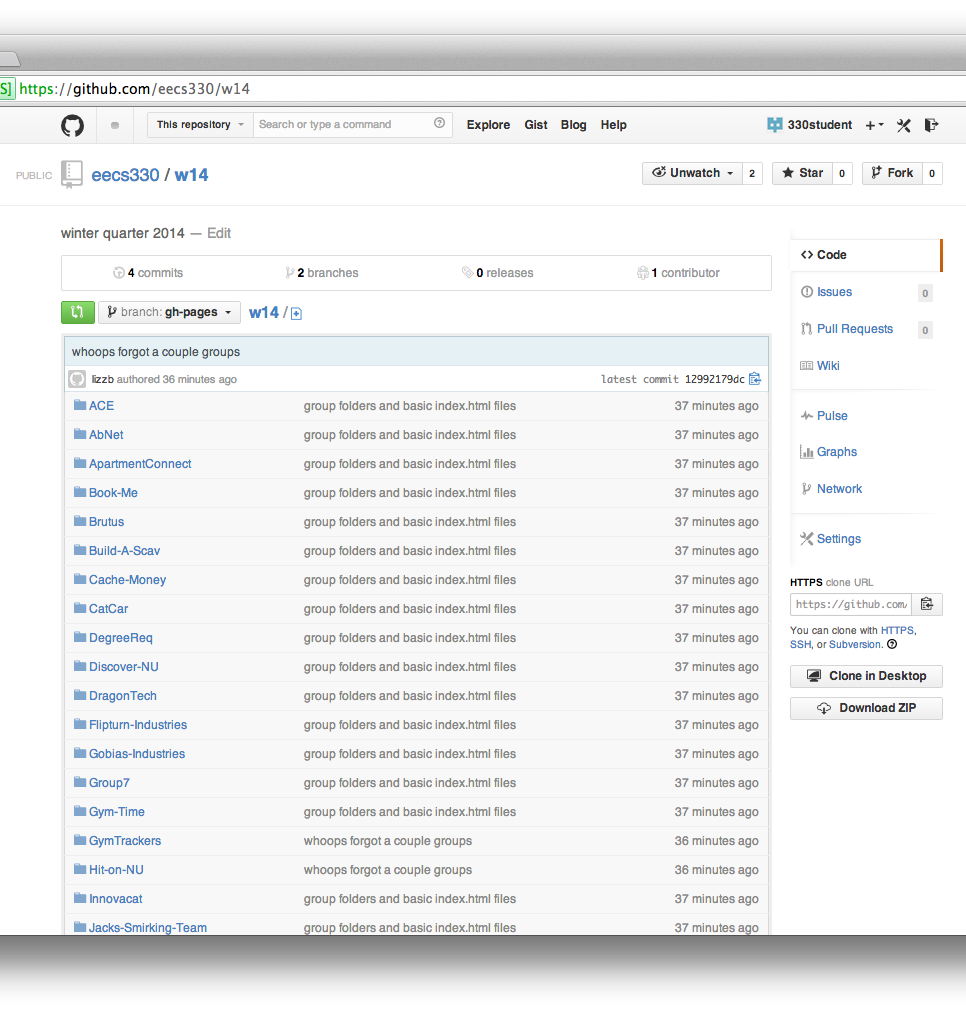 S] https://github.com/eecs330/w14
This repository Search or type a command Explore Gist Blog Help 330student
PUBLIC eecs330 / w14 Unwatch 2 Star 0 Fork 0
winter quarter 2014 — Edit
4 commits 2 branches 0 releases 1 contributor
branch: gh-pages w14 /
whoops forgot a couple groups
lizzb authored 36 minutes ago latest commit 12992179dc
ACE group folders and basic index.html files 37 minutes ago
AbNet group folders and basic index.html files 37 minutes ago
ApartmentConnect group folders and basic index.html files 37 minutes ago
Book-Me group folders and basic index.html files 37 minutes ago
Brutus group folders and basic index.html files 37 minutes ago
Build-A-Scav group folders and basic index.html files 37 minutes ago
Cache-Money group folders and basic index.html files 37 minutes ago
CatCar group folders and basic index.html files 37 minutes ago
DegreeReq group folders and basic index.html files 37 minutes ago
Discover-NU group folders and basic index.html files 37 minutes ago
DragonTech group folders and basic index.html files 37 minutes ago
Flipturn-Industries group folders and basic index.html files 37 minutes ago
Gobias-Industries group folders and basic index.html files 37 minutes ago
Group7 group folders and basic index.html files 37 minutes ago
Gym-Time group folders and basic index.html files 37 minutes ago
GymTrackers whoops forgot a couple groups 36 minutes ago
Hit-on-NU whoops forgot a couple groups 36 minutes ago
Innovacat group folders and basic index.html files 37 minutes ago
Jacks-Smirking-Team group folders and basic index.html files 37 minutes ago
Code
Issues 0
Pull Requests 0
Wiki
Pulse
Graphs
Network
Settings
HTTPS clone URL
https://github.com/
You can clone with HTTPS,
SSH, or Subversion.
Clone in Desktop
Download ZIP